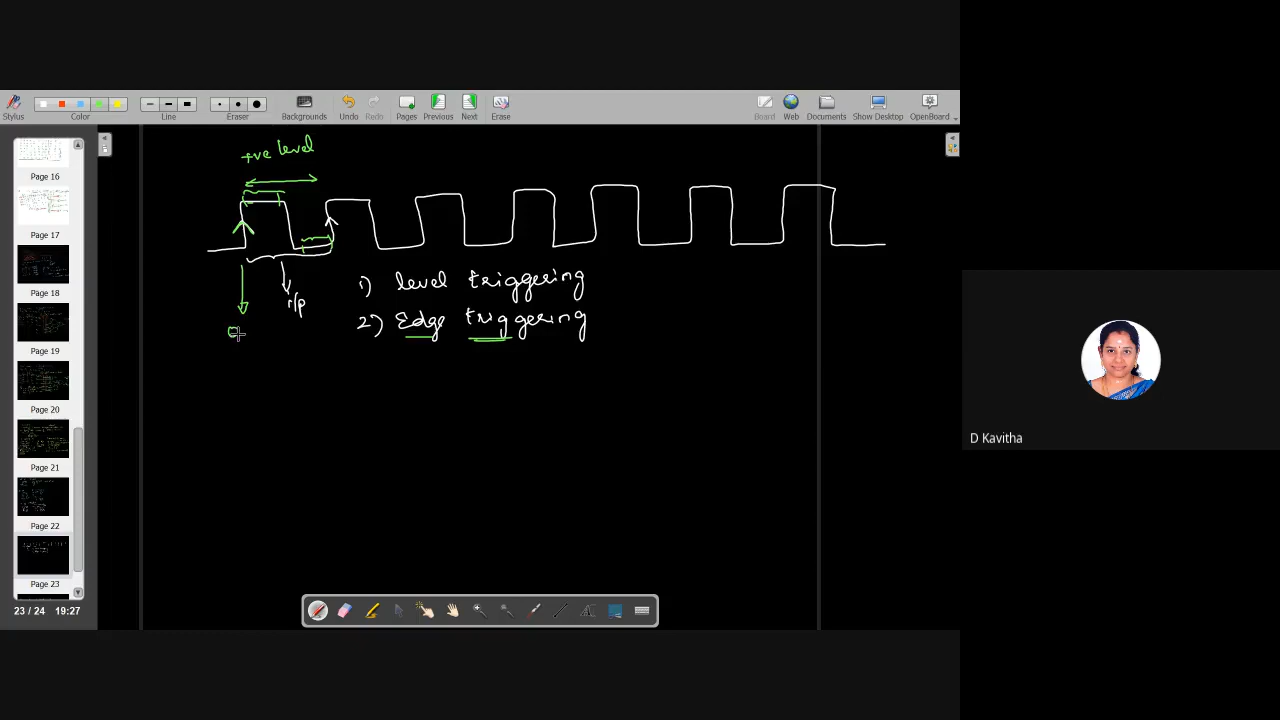 Stylus
Color
Line
Eraser
Backgrounds
Undo
Redo
Pages
Previous
Next
Erase
Board
Web
Documents
Show Desktop
OpenBoard
Page 16
Page 17
Page 18
Page 19
Page 20
Page 21
Page 22
Page 23
23 / 24 19:27
+ve level
i/p
1) level triggering
2) Edge triggering
D Kavitha